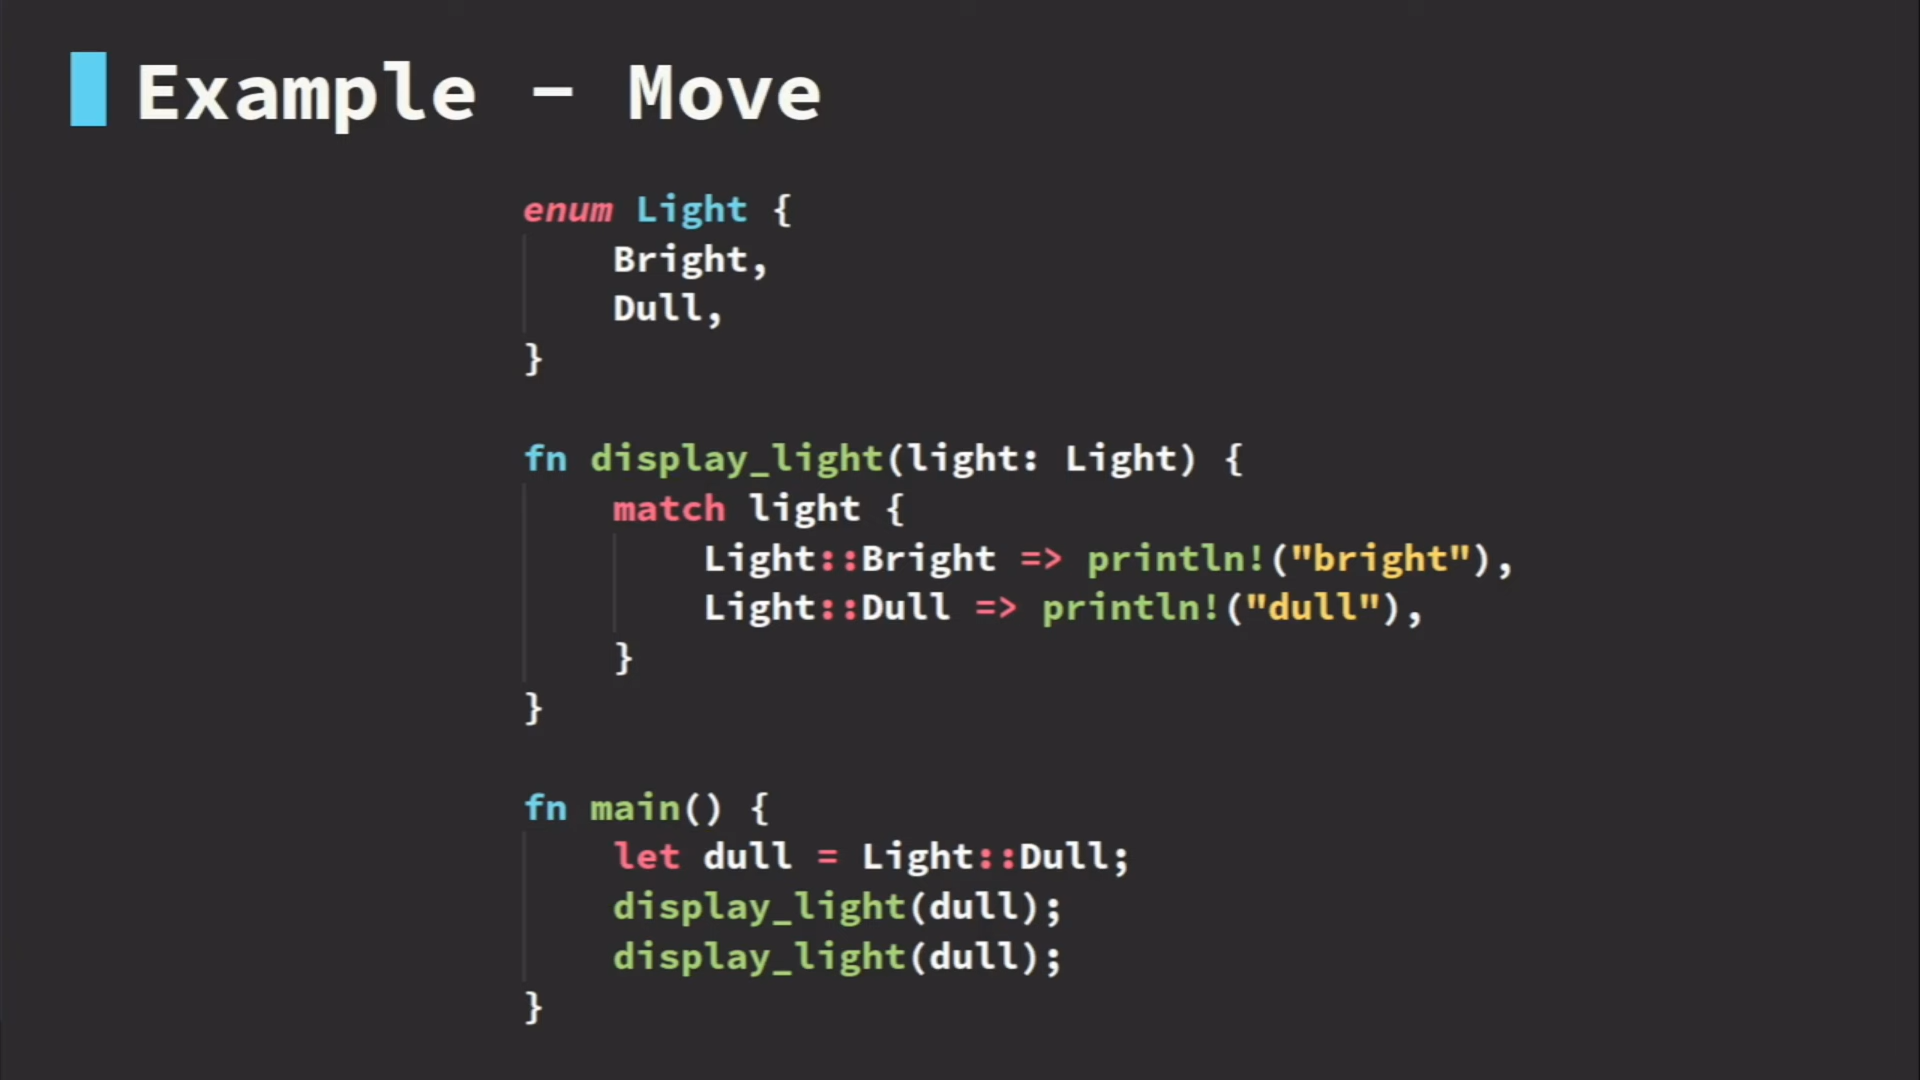 Example - Move
enum Light {
    Bright,
    Dull,
}
fn display_light(light: Light) {
    match light {
        Light::Bright => println!("bright"),
        Light::Dull => println!("dull"),
    }
}
fn main() {
    let dull = Light::Dull;
    display_light(dull);
    display_light(dull);
}